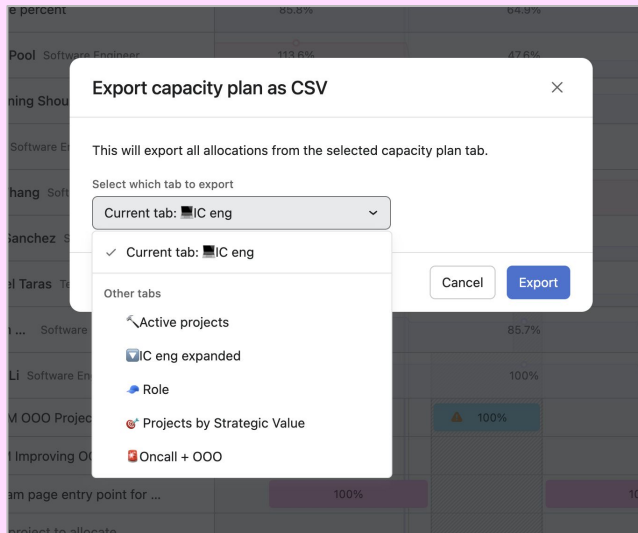 e percent 85.8% 64.9%
Pool Software Engineer 113.6% 47.6%
Export capacity plan as CSV
ning Shou
This will export all allocations from the selected capacity plan tab.
Software En
Select which tab to export
hang Soft
Current tab: 💻IC eng
Sanchez S
✓ Current tab: 💻IC eng
el Taras Te
Other tabs
Cancel Export
🔨Active projects
... Software 85.7%
🔽IC eng expanded
Li Software En 100%
🧢 Role
M OOO Projec ⚠ 100%
🎯 Projects by Strategic Value
Improving OO
🚨Oncall + OOO
am page entry point for ... 100% 10
project to allocate